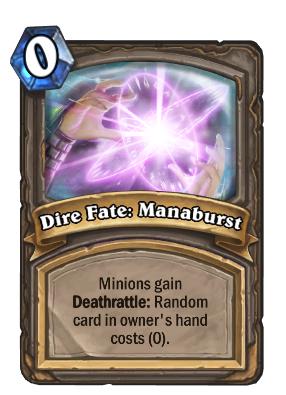 0
Dire Fate: Manaburst
Minions gain
Deathrattle: Random
card in owner's hand
costs (0).